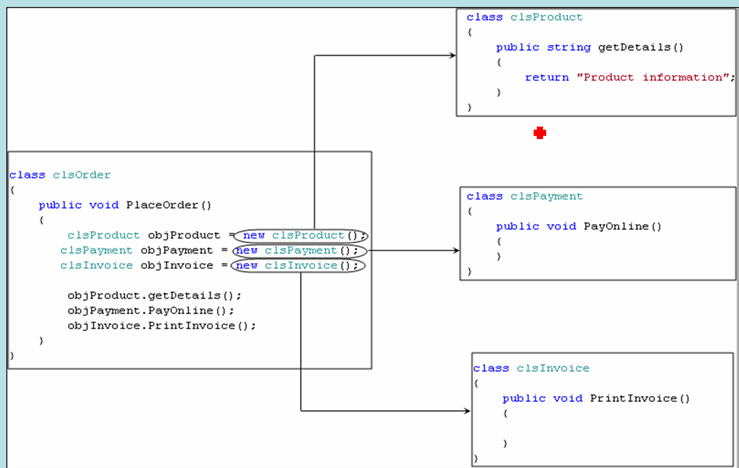 class clsProduct
{
public string getDetails()
{
return "Product information";
}
}
class clsOrder
{
public void PlaceOrder()
{
clsProduct objProduct = new clsProduct();
clsPayment objPayment = new clsPayment();
clsInvoice objInvoice = new clsInvoice();
objProduct.getDetails();
objPayment.PayOnline();
objInvoice.PrintInvoice();
}
}
class clsPayment
{
public void PayOnline()
{
}
}
class clsInvoice
{
public void PrintInvoice()
{
}
}